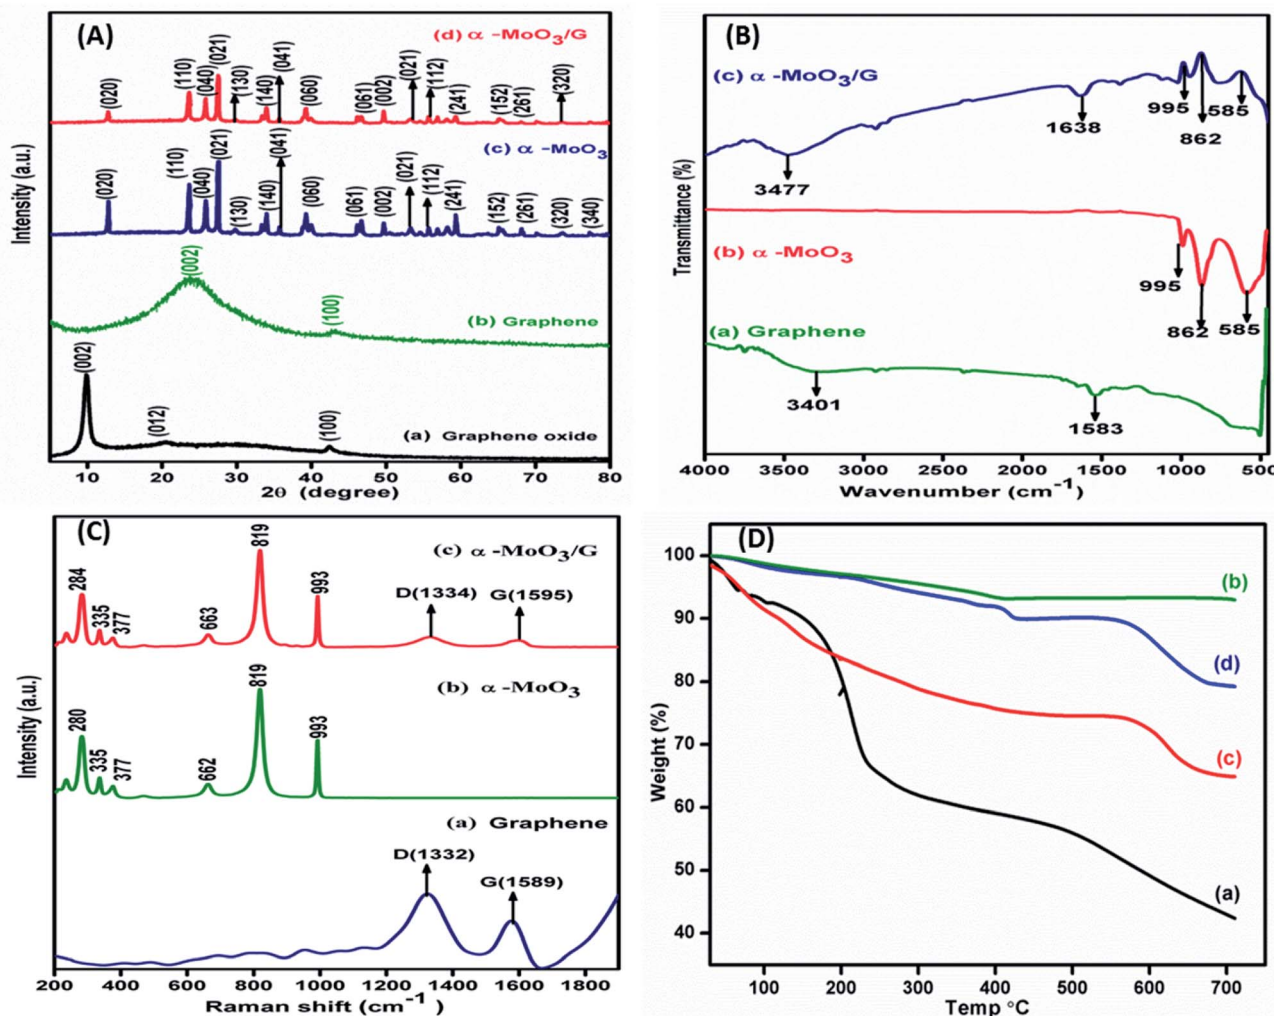 (A)
(d) α -MoO3/G
(020)
(110)
(040)
(021)
(130)
(140)
(041)
(060)
(061)
(002)
(021)
(112)
(241)
(152)
(261)
(320)
(c) α -MoO3
(020)
(110)
(040)
(021)
(130)
(140)
(041)
(060)
(061)
(002)
(021)
(112)
(241)
(152)
(261)
(320)
(340)
(002)
(100)
(b) Graphene
(002)
(012)
(100)
(a) Graphene oxide
Intensity (a.u.)
10 20 30 40 50 60 70 80
2θ (degree)
(B)
(c) α -MoO3/G
3477
1638
995
862
585
(b) α -MoO3
995
862
585
(a) Graphene
3401
1583
Transmittance (%)
4000 3500 3000 2500 2000 1500 1000 500
Wavenumber (cm-1)
(C)
(c) α -MoO3/G
284
335
377
663
819
993
D(1334)
G(1595)
(b) α -MoO3
280
335
377
662
819
993
(a) Graphene
D(1332)
G(1589)
Intensity (a.u.)
200 400 600 800 1000 1200 1400 1600 1800
Raman shift (cm-1)
(D)
100
90
80
70
60
50
40
(b)
(d)
(c)
(a)
Weight (%)
100 200 300 400 500 600 700
Temp °C